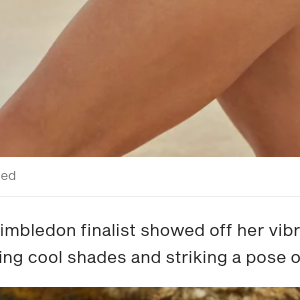 ed
imbledon finalist showed off her vibr
ing cool shades and striking a pose o